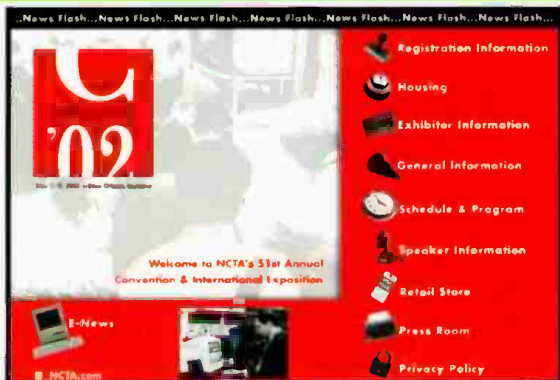 ..News Flash...News Flash...News Flash...News Flash...News Flash...News Flash...News Flash...
C
'02
Welcome to NCTA's 51st Annual
Convention & International Exposition
E-News
NCTA.com
Registration Information
Housing
Exhibitor Information
General Information
Schedule & Program
Speaker Information
Retail Store
Press Room
Privacy Policy